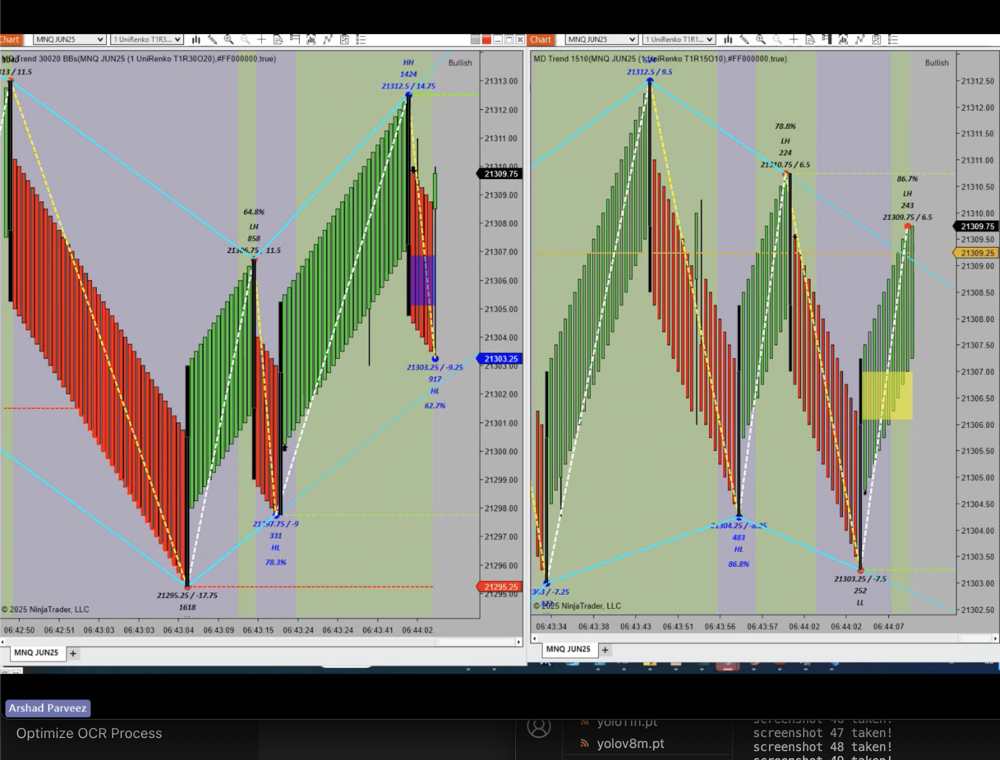 Chart
MNQ JUN25
1 UniRenko T1R3...
Trend 30020 BBs(MNQ JUN25 (1 UniRenko T1R30O20),#FF000000,true)
Bullish
/ 11.5
HH
1424
21312.5 / 14.75
64.8%
LH
858
/ 11.5
21303.25 / -9.25
917
HL
62.7%
/ -9
331
HL
78.3%
21295.25 / -17.75
1618
21313.00
21312.00
21311.00
21309.75
21309.00
21308.00
21307.00
21306.00
21305.00
21304.00
21303.25
21303.00
21302.00
21301.00
21300.00
21299.00
21298.00
21297.00
21296.00
21295.25
21295.00
© 2025 NinjaTrader, LLC
06:42:50
06:42:51
06:43:03
06:43:03
06:43:04
06:43:09
06:43:15
06:43:24
06:43:24
06:43:41
06:44:02
MNQ JUN25
+
Chart
MNQ JUN25
1 UniRenko T1R1...
MD Trend 1510(MNQ JUN25 (1 UniRenko T1R15O10),#FF000000,true)
Bullish
21312.5 / 9.5
78.8%
LH
224
21310.75 / 6.5
86.7%
LH
243
21309.75 / 6.5
483
HL
86.8%
21303.25 / -7.5
252
LL
/ -7.25
21312.50
21312.00
21311.50
21311.00
21310.50
21310.00
21309.75
21309.50
21309.25
21309.00
21308.50
21308.00
21307.50
21307.00
21306.50
21306.00
21305.50
21305.00
21304.50
21304.00
21303.50
21303.00
21302.50
© 2025 NinjaTrader, LLC
06:43:34
06:43:38
06:43:43
06:43:51
06:43:56
06:43:57
06:44:02
06:44:02
06:44:07
MNQ JUN25
+
Arshad Parveez
Optimize OCR Process
yolo11n.pt
yolov8m.pt
screenshot 46 taken!
screenshot 47 taken!
screenshot 48 taken!
screenshot 49 taken!